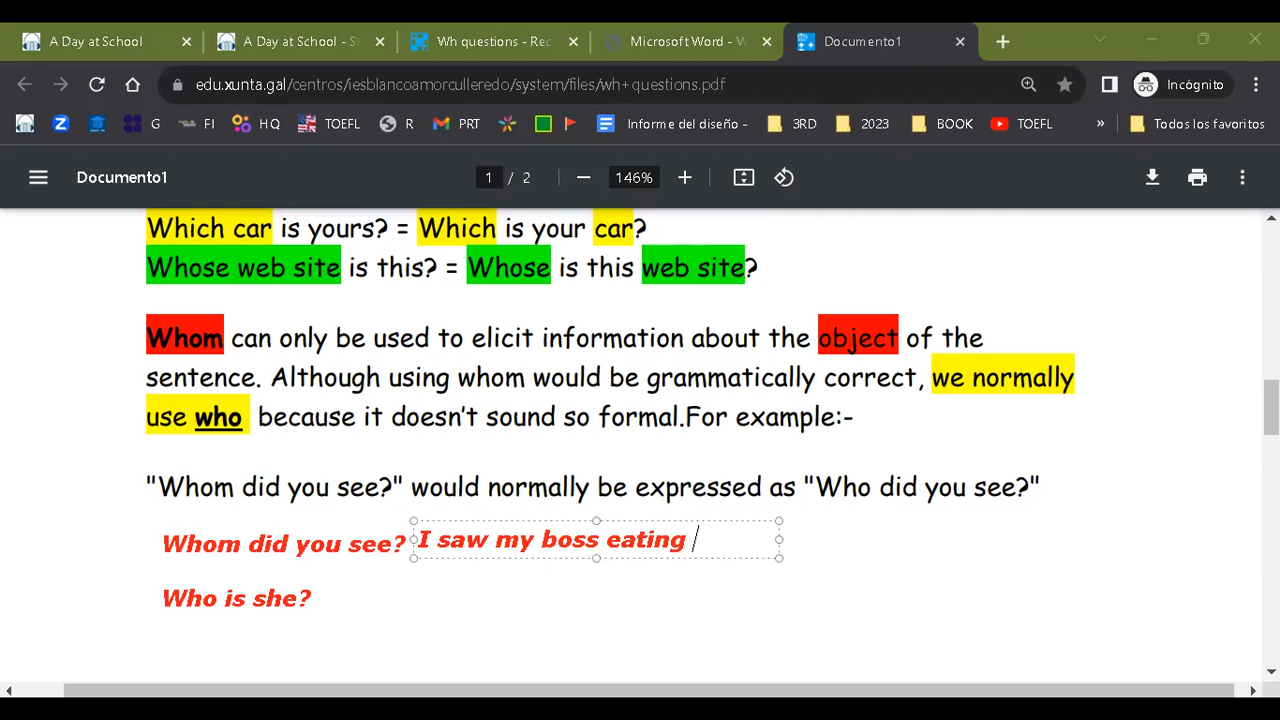 A Day at School
A Day at School - S
Wh questions - Rec
Microsoft Word - W
Documento1
edu.xunta.gal/centros/iesblancoamorculleredo/system/files/wh+questions.pdf
Incógnito
G FI HQ TOEFL R PRT Informe del diseño - 3RD 2023 BOOK TOEFL » Todos los favoritos
Documento1 1 / 2 146%
Which car is yours? = Which is your car?
Whose web site is this? = Whose is this web site?
Whom can only be used to elicit information about the object of the
sentence. Although using whom would be grammatically correct, we normally
use who because it doesn't sound so formal.For example:-
"Whom did you see?" would normally be expressed as "Who did you see?"
Whom did you see? I saw my boss eating
Who is she?